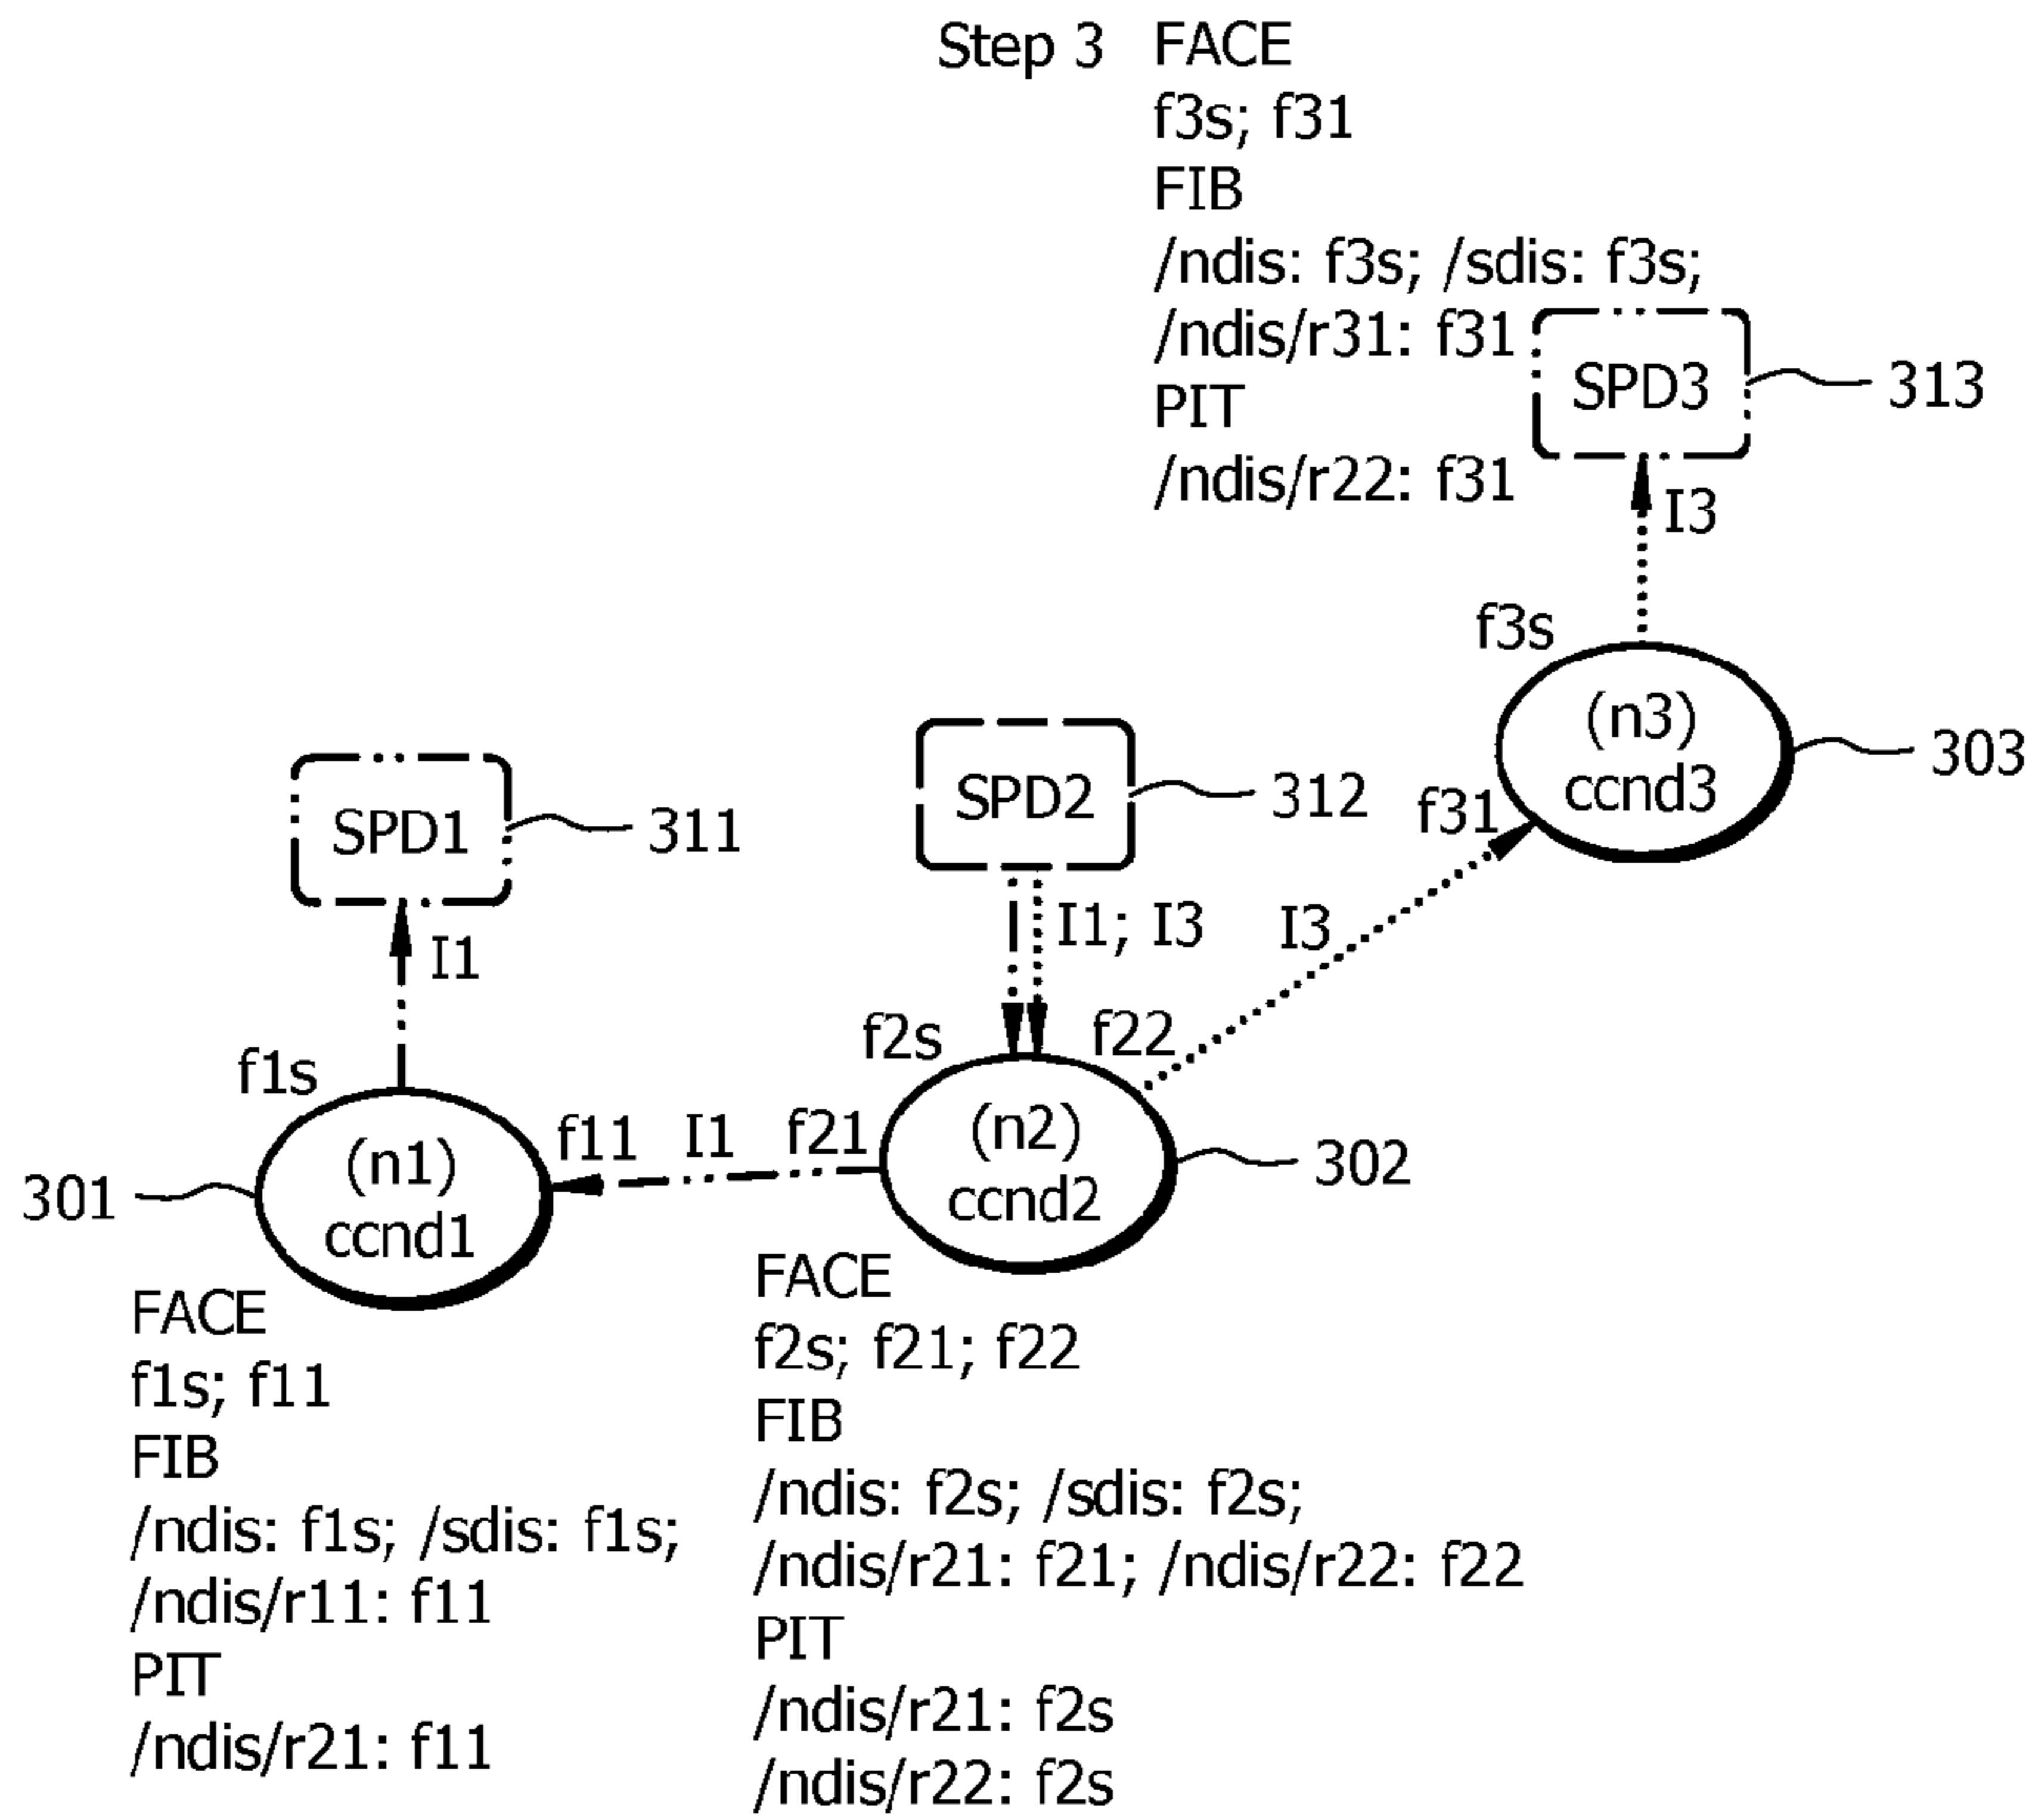 Step 3 FACE
f3s; f31
FIB
/ndis: f3s; /sdis: f3s;
/ndis/r31: f31
PIT
/ndis/r22: f31
SPD3
313
I3
f3s
(n3)
ccnd3
303
f31
SPD1
311
I1
f1s
SPD2
312
I1; I3
I3
f2s
f22
(n1)
ccnd1
301
f11
I1
f21
(n2)
ccnd2
302
FACE
f1s; f11
FIB
/ndis: f1s; /sdis: f1s;
/ndis/r11: f11
PIT
/ndis/r21: f11
FACE
f2s; f21; f22
FIB
/ndis: f2s; /sdis: f2s;
/ndis/r21: f21; /ndis/r22: f22
PIT
/ndis/r21: f2s
/ndis/r22: f2s